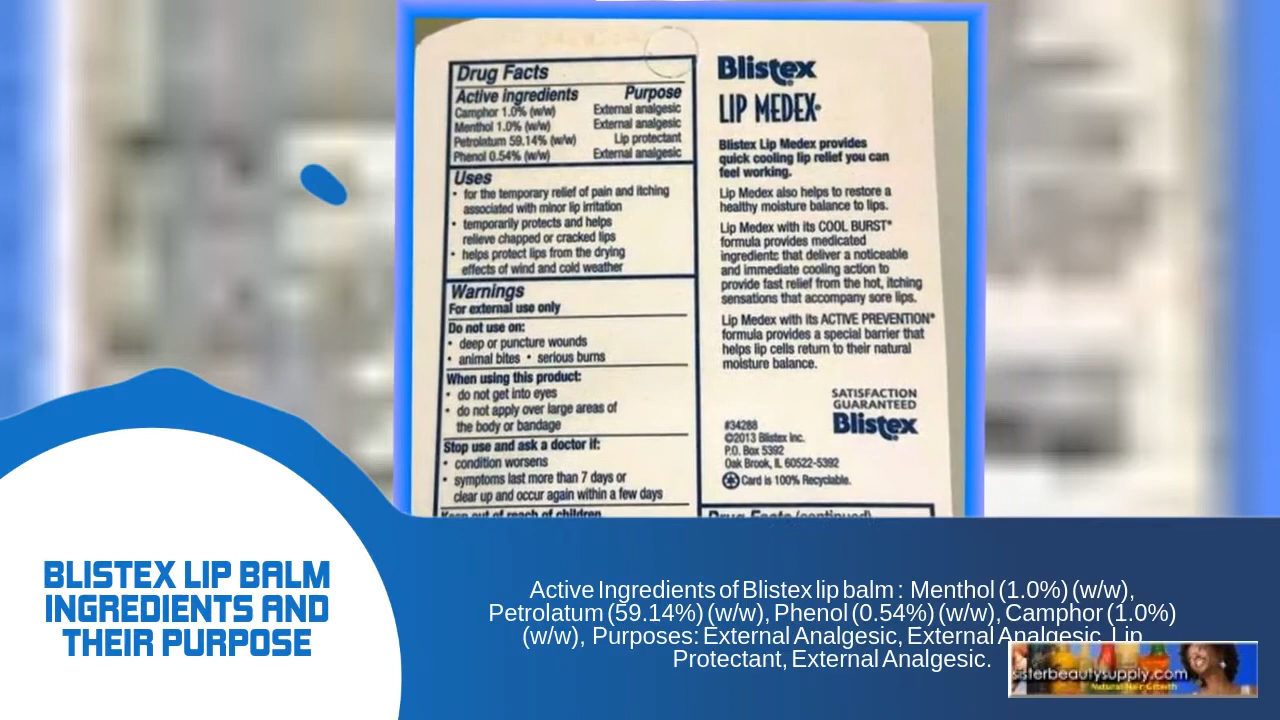 Drug Facts
Active ingredients Purpose
Camphor 1.0% (w/w) External analgesic
Menthol 1.0% (w/w) External analgesic
Petrolatum 59.14% (w/w) Lip protectant
Phenol 0.54% (w/w) External analgesic
Uses
• for the temporary relief of pain and itching
associated with minor lip irritation
• temporarily protects and helps
relieve chapped or cracked lips
• helps protect lips from the drying
effects of wind and cold weather
Warnings
For external use only
Do not use on:
• deep or puncture wounds
• animal bites • serious burns
When using this product:
• do not get into eyes
• do not apply over large areas of
the body or bandage
Stop use and ask a doctor if:
• condition worsens
• symptoms last more than 7 days or
clear up and occur again within a few days
Keep out of reach of children
Blistex
LIP MEDEX®
Blistex Lip Medex provides
quick cooling lip relief you can
feel working.
Lip Medex also helps to restore a
healthy moisture balance to lips.
Lip Medex with its COOL BURST®
formula provides medicated
ingredients that deliver a noticeable
and immediate cooling action to
provide fast relief from the hot, itching
sensations that accompany sore lips.
Lip Medex with its ACTIVE PREVENTION®
formula provides a special barrier that
helps lip cells return to their natural
moisture balance.
SATISFACTION
GUARANTEED
Blistex
#34288
©2013 Blistex Inc.
P.O. Box 5392
Oak Brook, IL 60522-5392
Card is 100% Recyclable.
Drug Facts (continued)
BLISTEX LIP BALM
INGREDIENTS AND
THEIR PURPOSE
Active Ingredients of Blistex lip balm : Menthol (1.0%) (w/w),
Petrolatum (59.14%) (w/w), Phenol (0.54%) (w/w), Camphor (1.0%)
(w/w), Purposes: External Analgesic, External Analgesic, Lip
Protectant, External Analgesic.
sisterbeautysupply.com
Natural Hair Growth